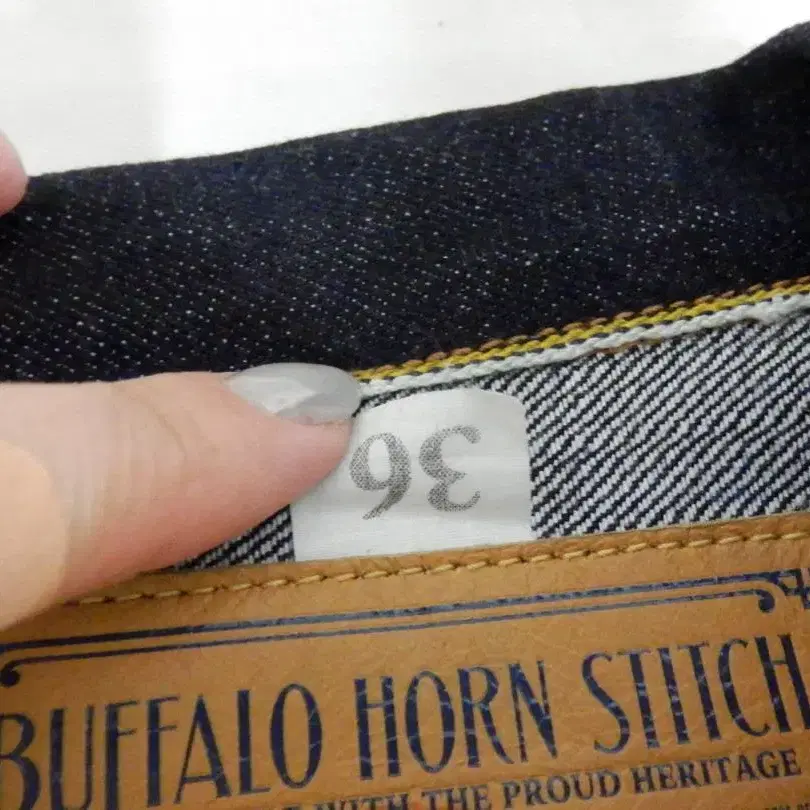 36
BUFFALO HORN STITCH
WITH THE PROUD HERITAGE